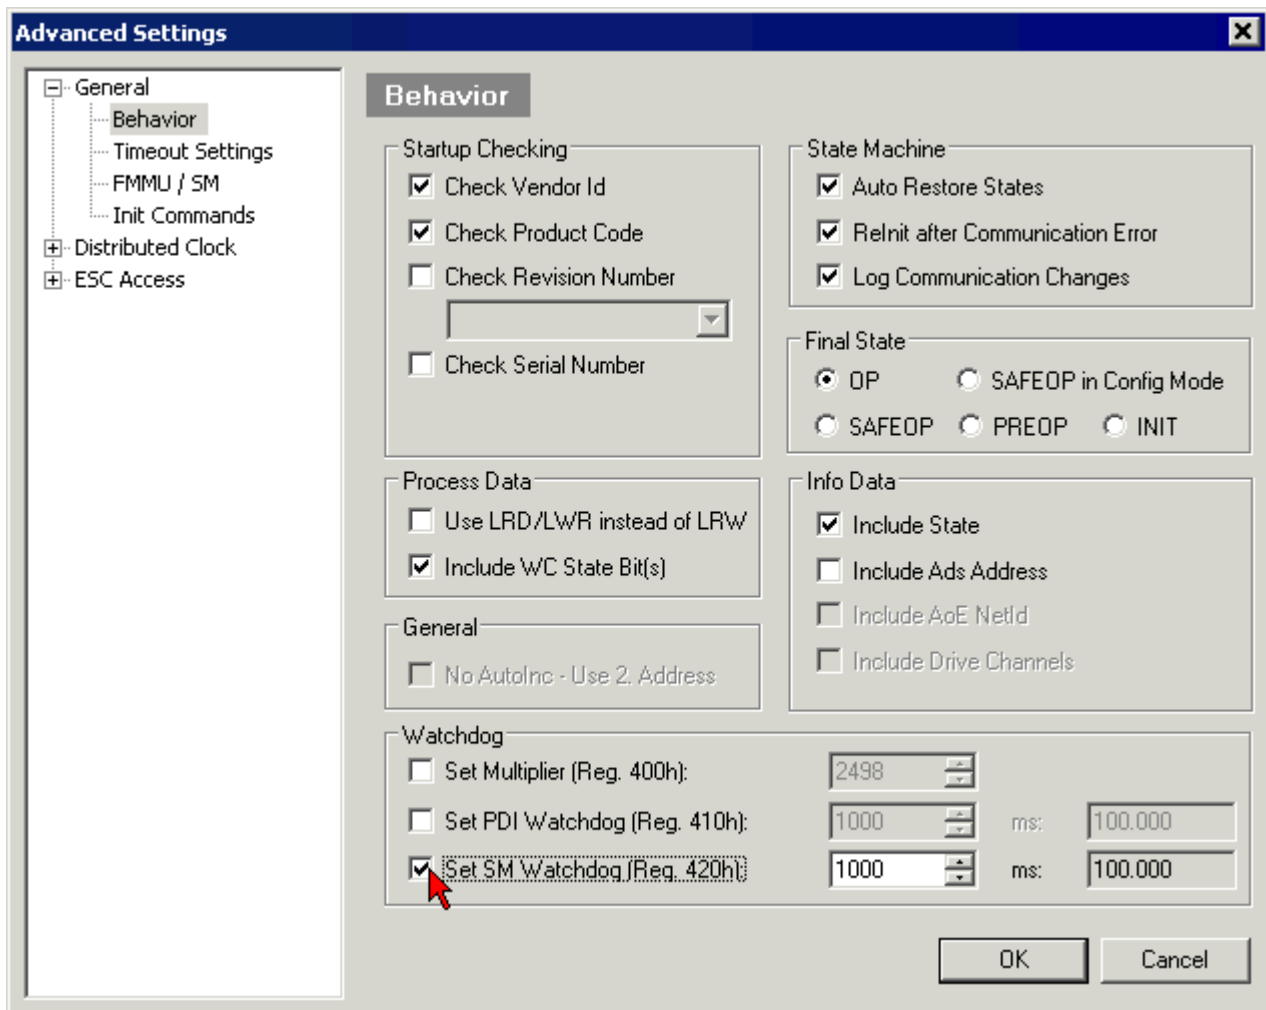 Advanced Settings
General
Behavior
Timeout Settings
FMMU / SM
Init Commands
Distributed Clock
ESC Access
Behavior
Startup Checking
Check Vendor Id
Check Product Code
Check Revision Number
Check Serial Number
State Machine
Auto Restore States
ReInit after Communication Error
Log Communication Changes
Final State
OP SAFEOP in Config Mode
SAFEOP PREOP INIT
Process Data
Use LRD/LWR instead of LRW
Include WC State Bit(s)
Info Data
Include State
Include Ads Address
Include AoE NetId
Include Drive Channels
General
No AutoInc - Use 2. Address
Watchdog
Set Multiplier (Reg. 400h): 2498
Set PDI Watchdog (Reg. 410h): 1000 ms: 100.000
Set SM Watchdog (Reg. 420h): 1000 ms: 100.000
OK Cancel